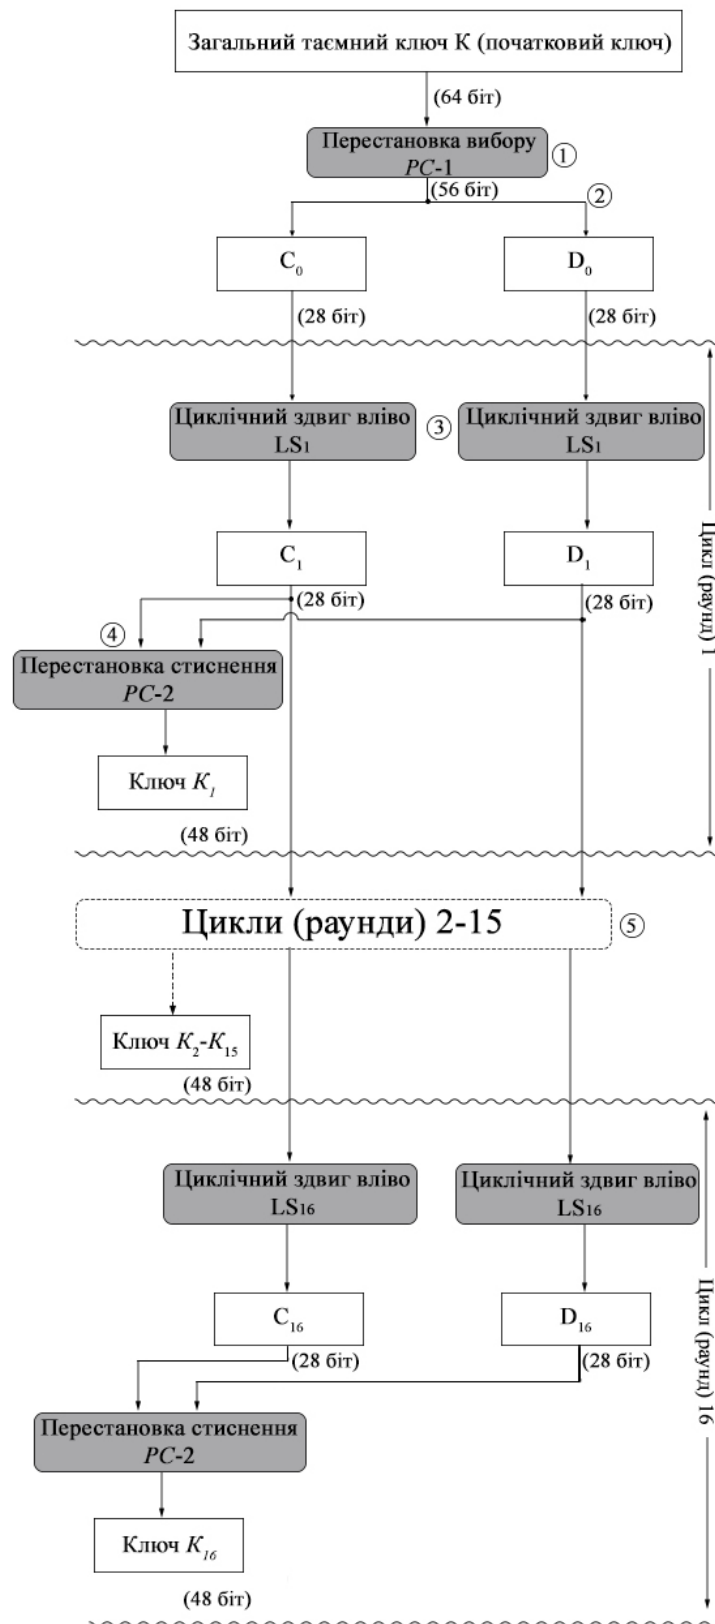 Загальний таємний ключ К (початковий ключ)
(64 біт)
Перестановка вибору
PC-1
①
(56 біт)
②
C₀
D₀
(28 біт)
(28 біт)
Циклічний здвиг вліво
LS1
③
Циклічний здвиг вліво
LS1
C₁
D₁
(28 біт)
(28 біт)
④
Перестановка стиснення
PC-2
Ключ K₁
(48 біт)
Цикл (раунд) 1
Цикли (раунди) 2-15
⑤
Ключ K₂-K₁₅
(48 біт)
Циклічний здвиг вліво
LS16
Циклічний здвиг вліво
LS16
C₁₆
D₁₆
(28 біт)
(28 біт)
Перестановка стиснення
PC-2
Ключ K₁₆
(48 біт)
Цикл (раунд) 16